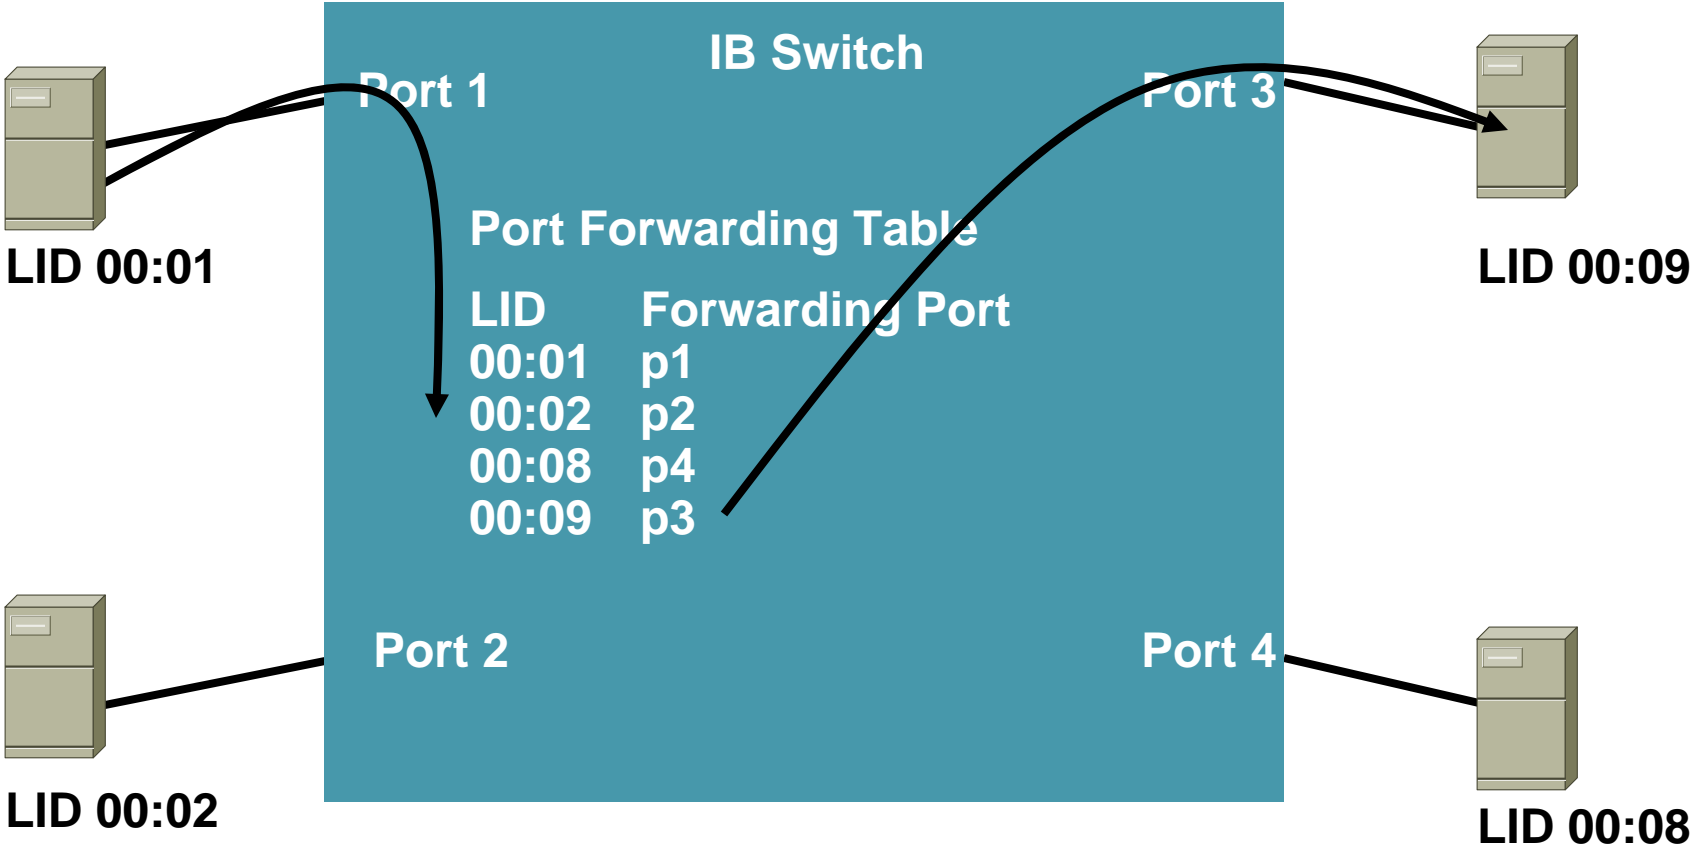 IB Switch
Port 1
Port 3
LID 00:01
LID 00:09
Port Forwarding Table
LID Forwarding Port
00:01 p1
00:02 p2
00:08 p4
00:09 p3
Port 2
Port 4
LID 00:02
LID 00:08